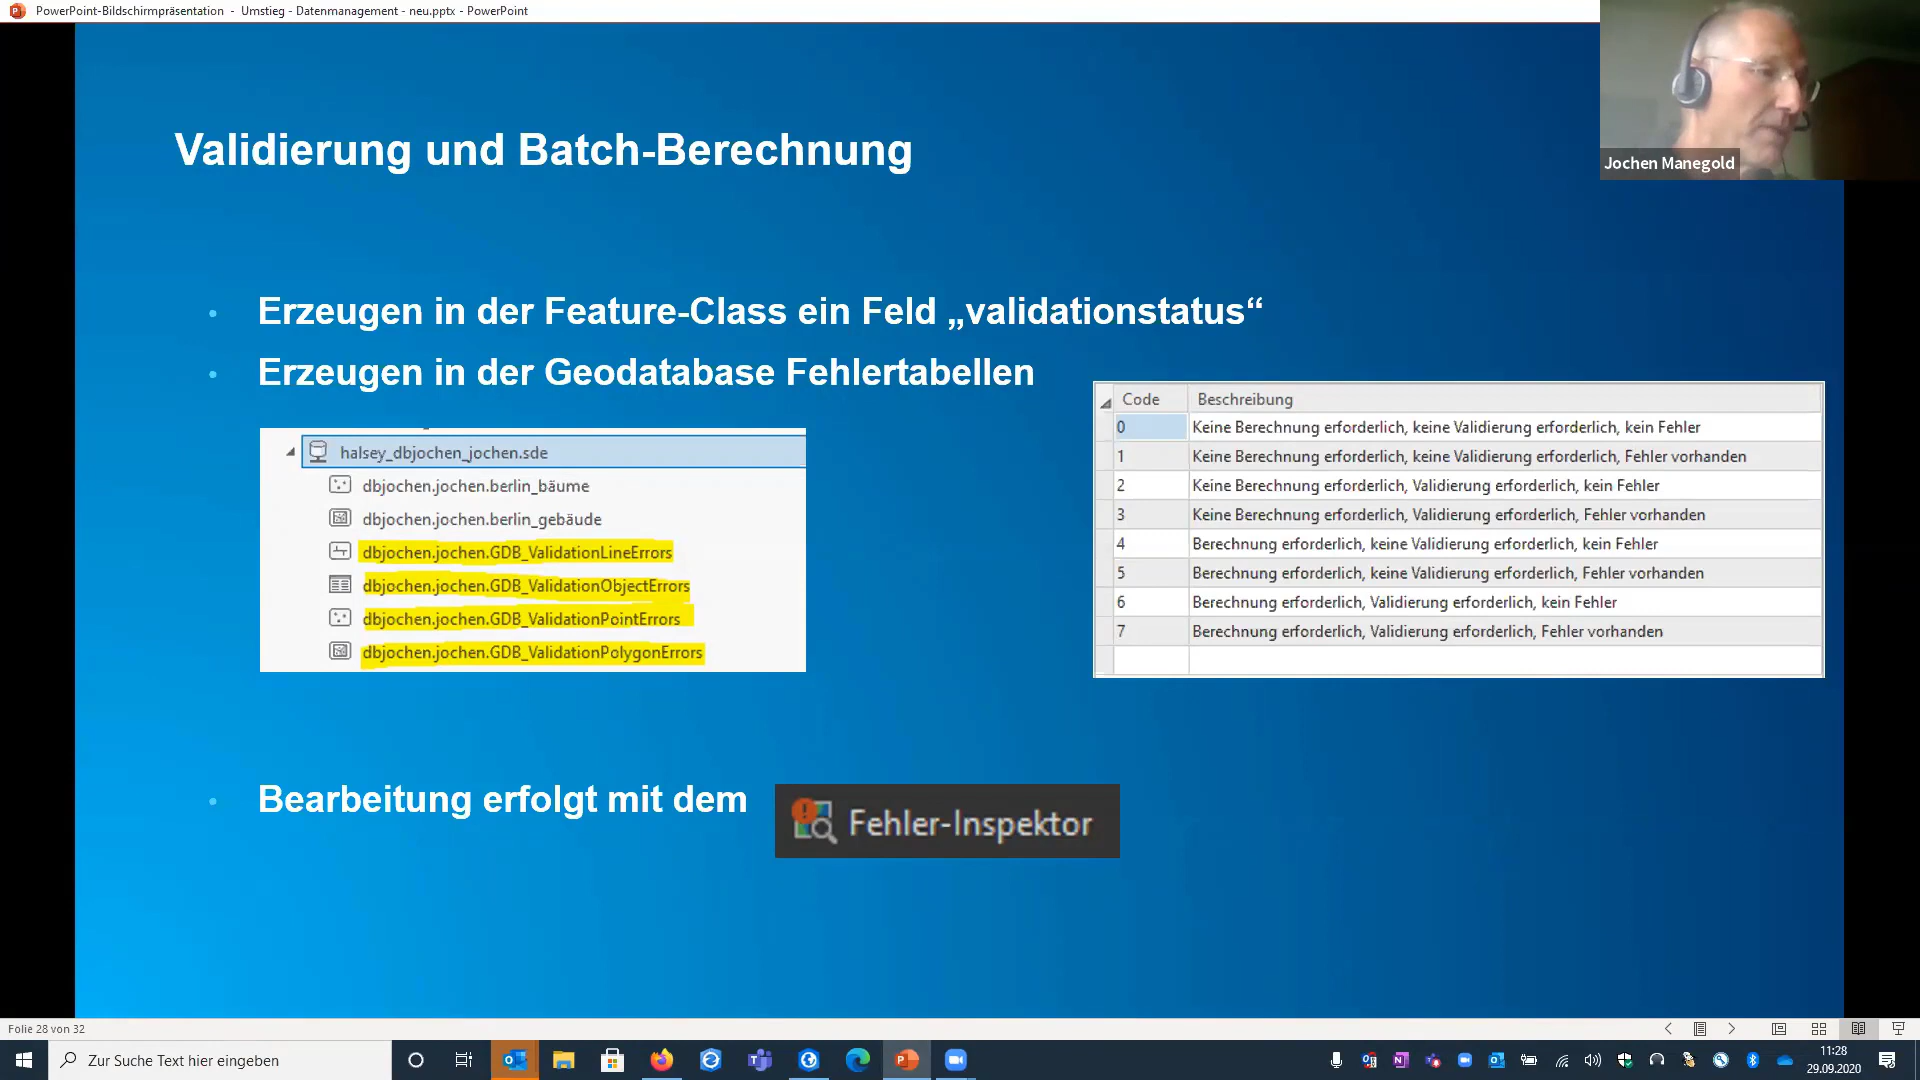 PowerPoint-Bildschirmpräsentation - Umstieg - Datenmanagement - neu.pptx - PowerPoint
Jochen Manegold
Validierung und Batch-Berechnung
• Erzeugen in der Feature-Class ein Feld „validationstatus“
• Erzeugen in der Geodatabase Fehlertabellen
halsey_dbjochen_jochen.sde
dbjochen.jochen.berlin_bäume
dbjochen.jochen.berlin_gebäude
dbjochen.jochen.GDB_ValidationLineErrors
dbjochen.jochen.GDB_ValidationObjectErrors
dbjochen.jochen.GDB_ValidationPointErrors
dbjochen.jochen.GDB_ValidationPolygonErrors
Code Beschreibung
0 Keine Berechnung erforderlich, keine Validierung erforderlich, kein Fehler
1 Keine Berechnung erforderlich, keine Validierung erforderlich, Fehler vorhanden
2 Keine Berechnung erforderlich, Validierung erforderlich, kein Fehler
3 Keine Berechnung erforderlich, Validierung erforderlich, Fehler vorhanden
4 Berechnung erforderlich, keine Validierung erforderlich, kein Fehler
5 Berechnung erforderlich, keine Validierung erforderlich, Fehler vorhanden
6 Berechnung erforderlich, Validierung erforderlich, kein Fehler
7 Berechnung erforderlich, Validierung erforderlich, Fehler vorhanden
• Bearbeitung erfolgt mit dem
Fehler-Inspektor
Folie 28 von 32
Zur Suche Text hier eingeben
11:28
29.09.2020